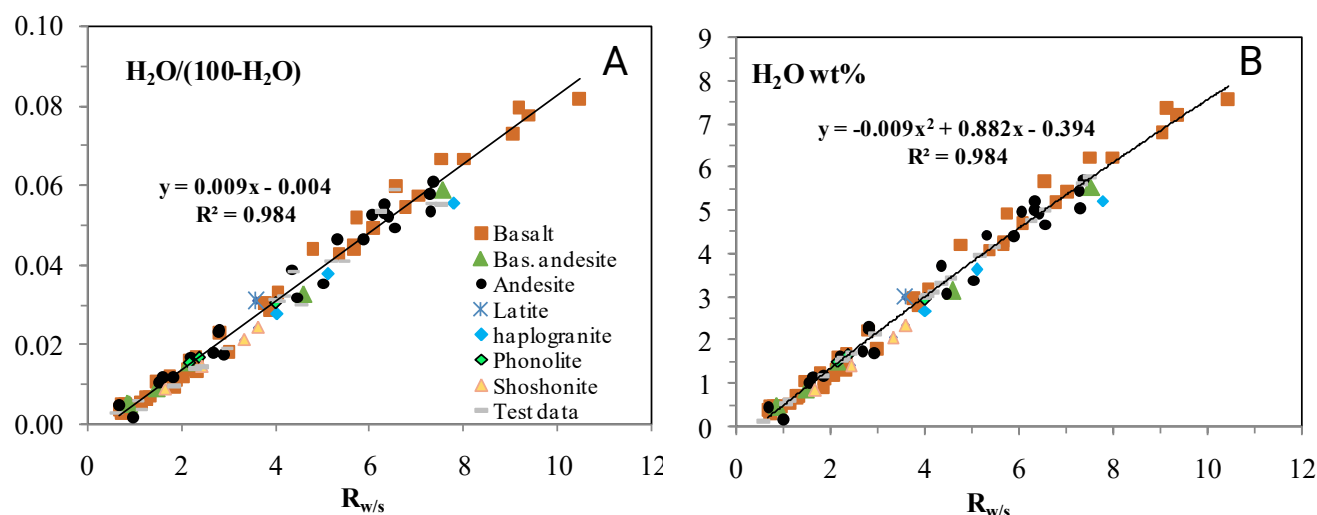 A
H₂O/(100-H₂O)
y = 0.009x - 0.004
R² = 0.984
0.10
0.08
0.06
0.04
0.02
0.00
0 2 4 6 8 10 12
R_w/s
Basalt
Bas. andesite
Andesite
Latite
haplogranite
Phonolite
Shoshonite
Test data
B
H₂O wt%
y = -0.009x² + 0.882x - 0.394
R² = 0.984
9
8
7
6
5
4
3
2
1
0
0 2 4 6 8 10 12
R_w/s